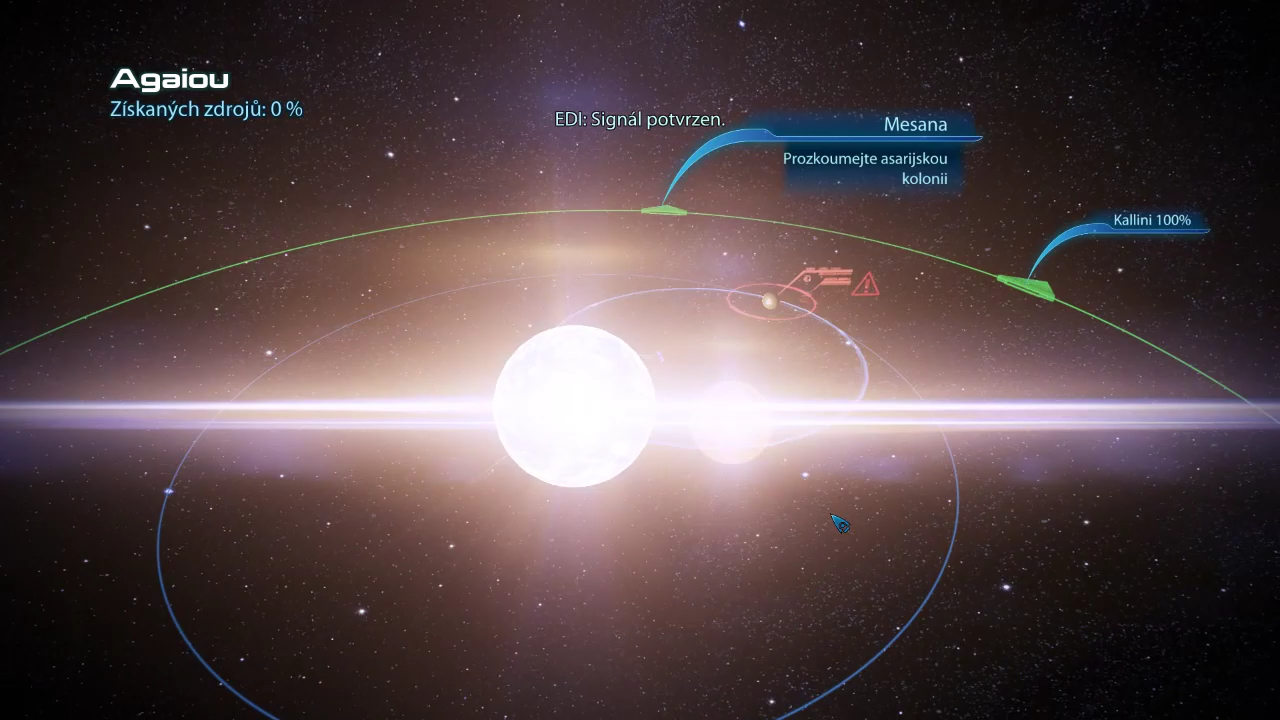 Agaiou
Získaných zdrojů: 0 %
EDI: Signál potvrzen.
Mesana
Prozkoumejte asarijskou
kolonii
Kallini 100%